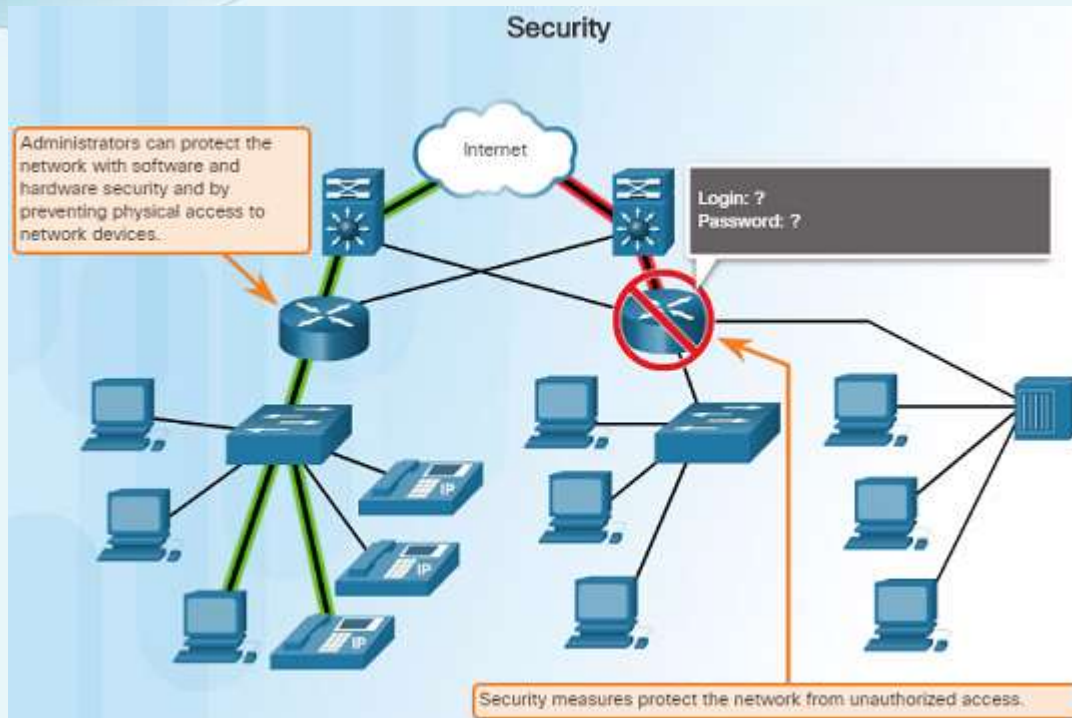 Security
Administrators can protect the
network with software and
hardware security and by
preventing physical access to
network devices.
Internet
Login: ?
Password: ?
IP
IP
IP
Security measures protect the network from unauthorized access.